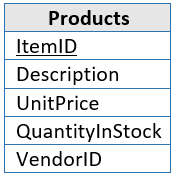 Products
ItemID
Description
UnitPrice
QuantityInStock
VendorID